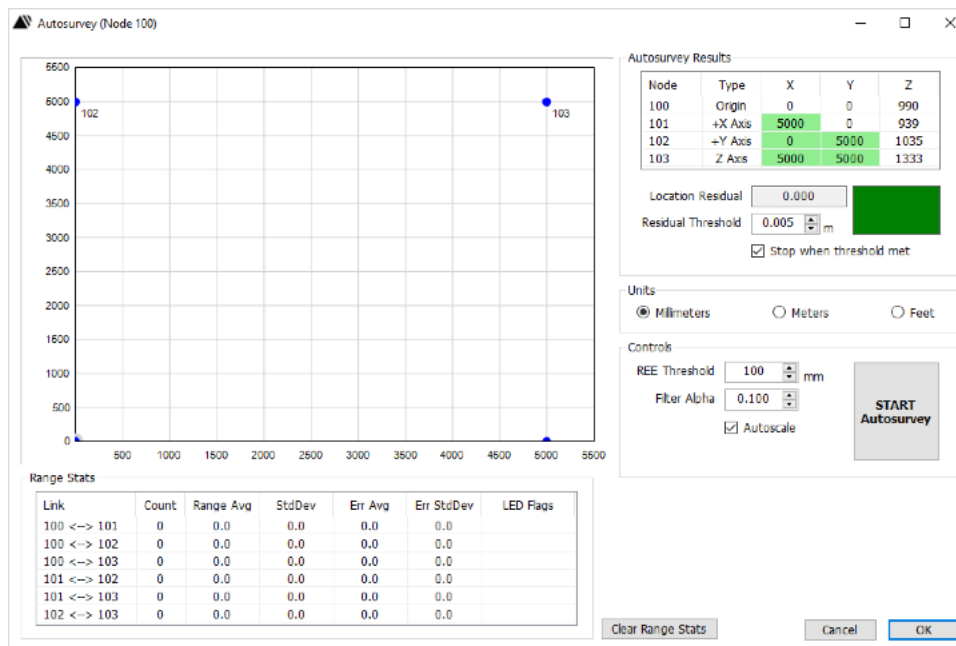 Autosurvey (Node 100)
5500
5000
4500
4000
3500
3000
2500
2000
1500
1000
500
0
102
103
500 1000 1500 2000 2500 3000 3500 4000 4500 5000 5500
Autosurvey Results
Node Type X Y Z
100 Origin 0 0 990
101 +X Axis 5000 0 939
102 +Y Axis 0 5000 1035
103 Z Axis 5000 5000 1333
Location Residual 0.000
Residual Threshold 0.005 m
Stop when threshold met
Units
Milimeters Meters Feet
Controls
REE Threshold 100 mm
Filter Alpha 0.100
Autoscale
START
Autosurvey
Range Stats
Link Count Range Avg StdDev Err Avg Err StdDev LED Flags
100 <--> 101 0 0.0 0.0 0.0 0.0
100 <--> 102 0 0.0 0.0 0.0 0.0
100 <--> 103 0 0.0 0.0 0.0 0.0
101 <--> 102 0 0.0 0.0 0.0 0.0
101 <--> 103 0 0.0 0.0 0.0 0.0
102 <--> 103 0 0.0 0.0 0.0 0.0
Clear Range Stats Cancel OK